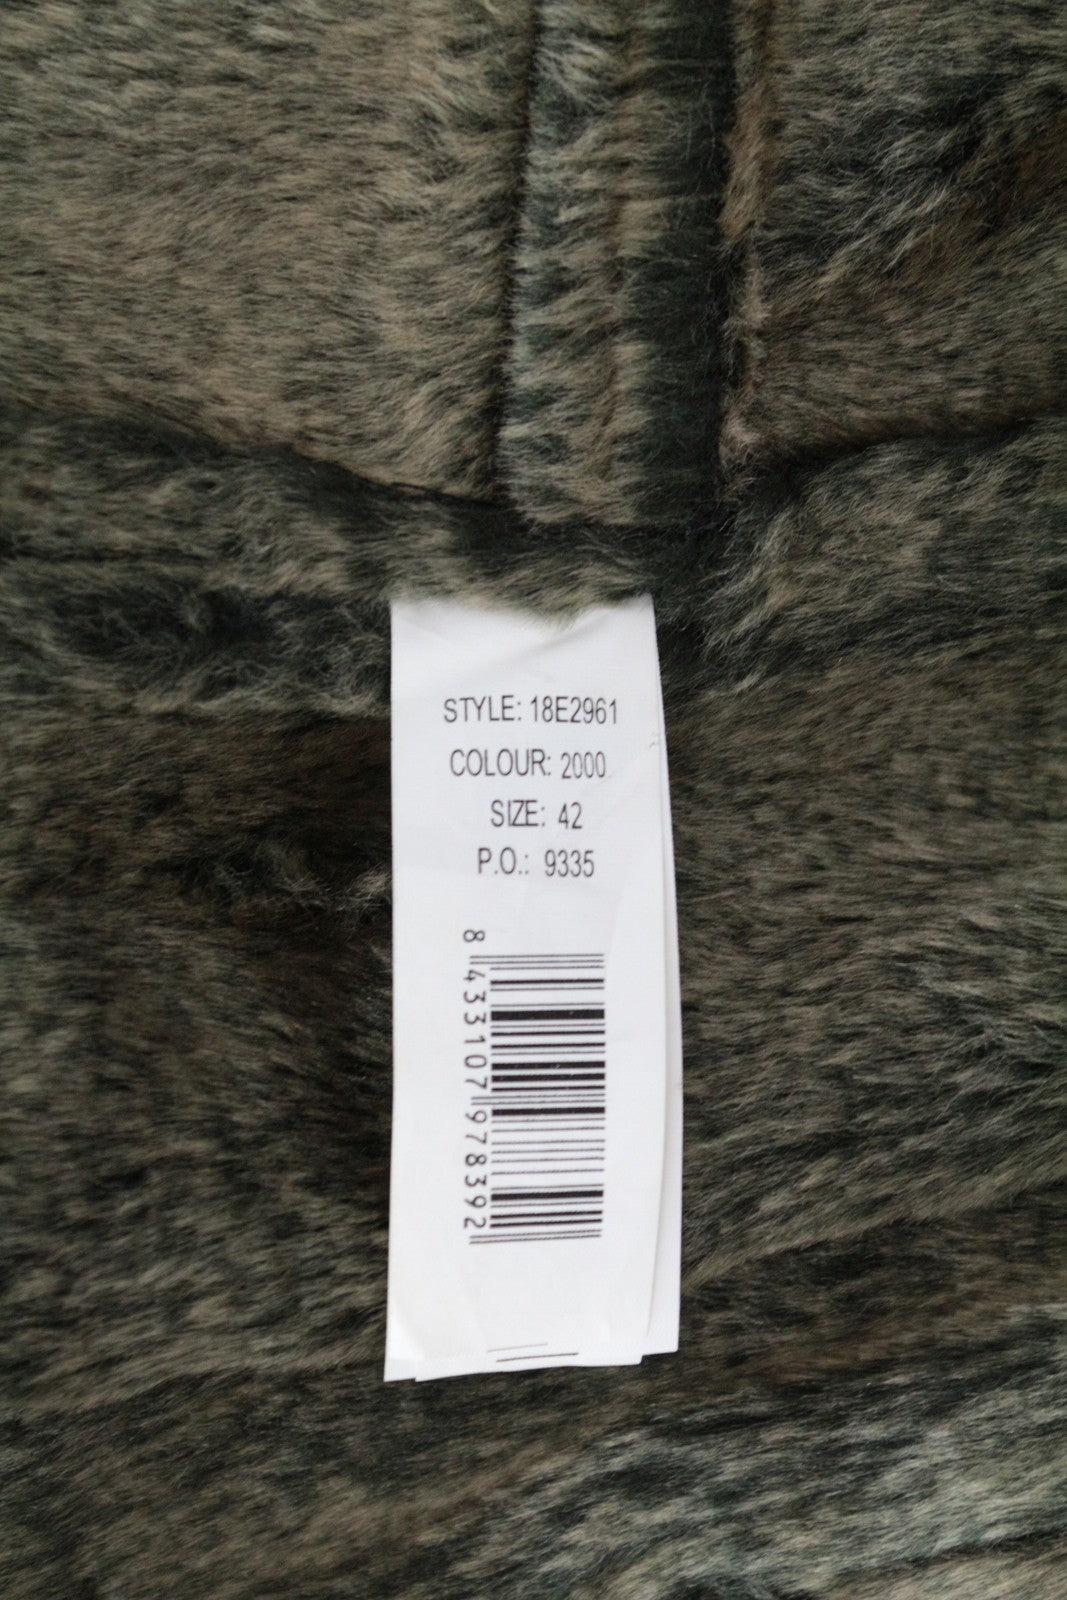 STYLE: 18E2961
COLOUR: 2000
SIZE: 42
P.O.: 9335
8 433107 978392